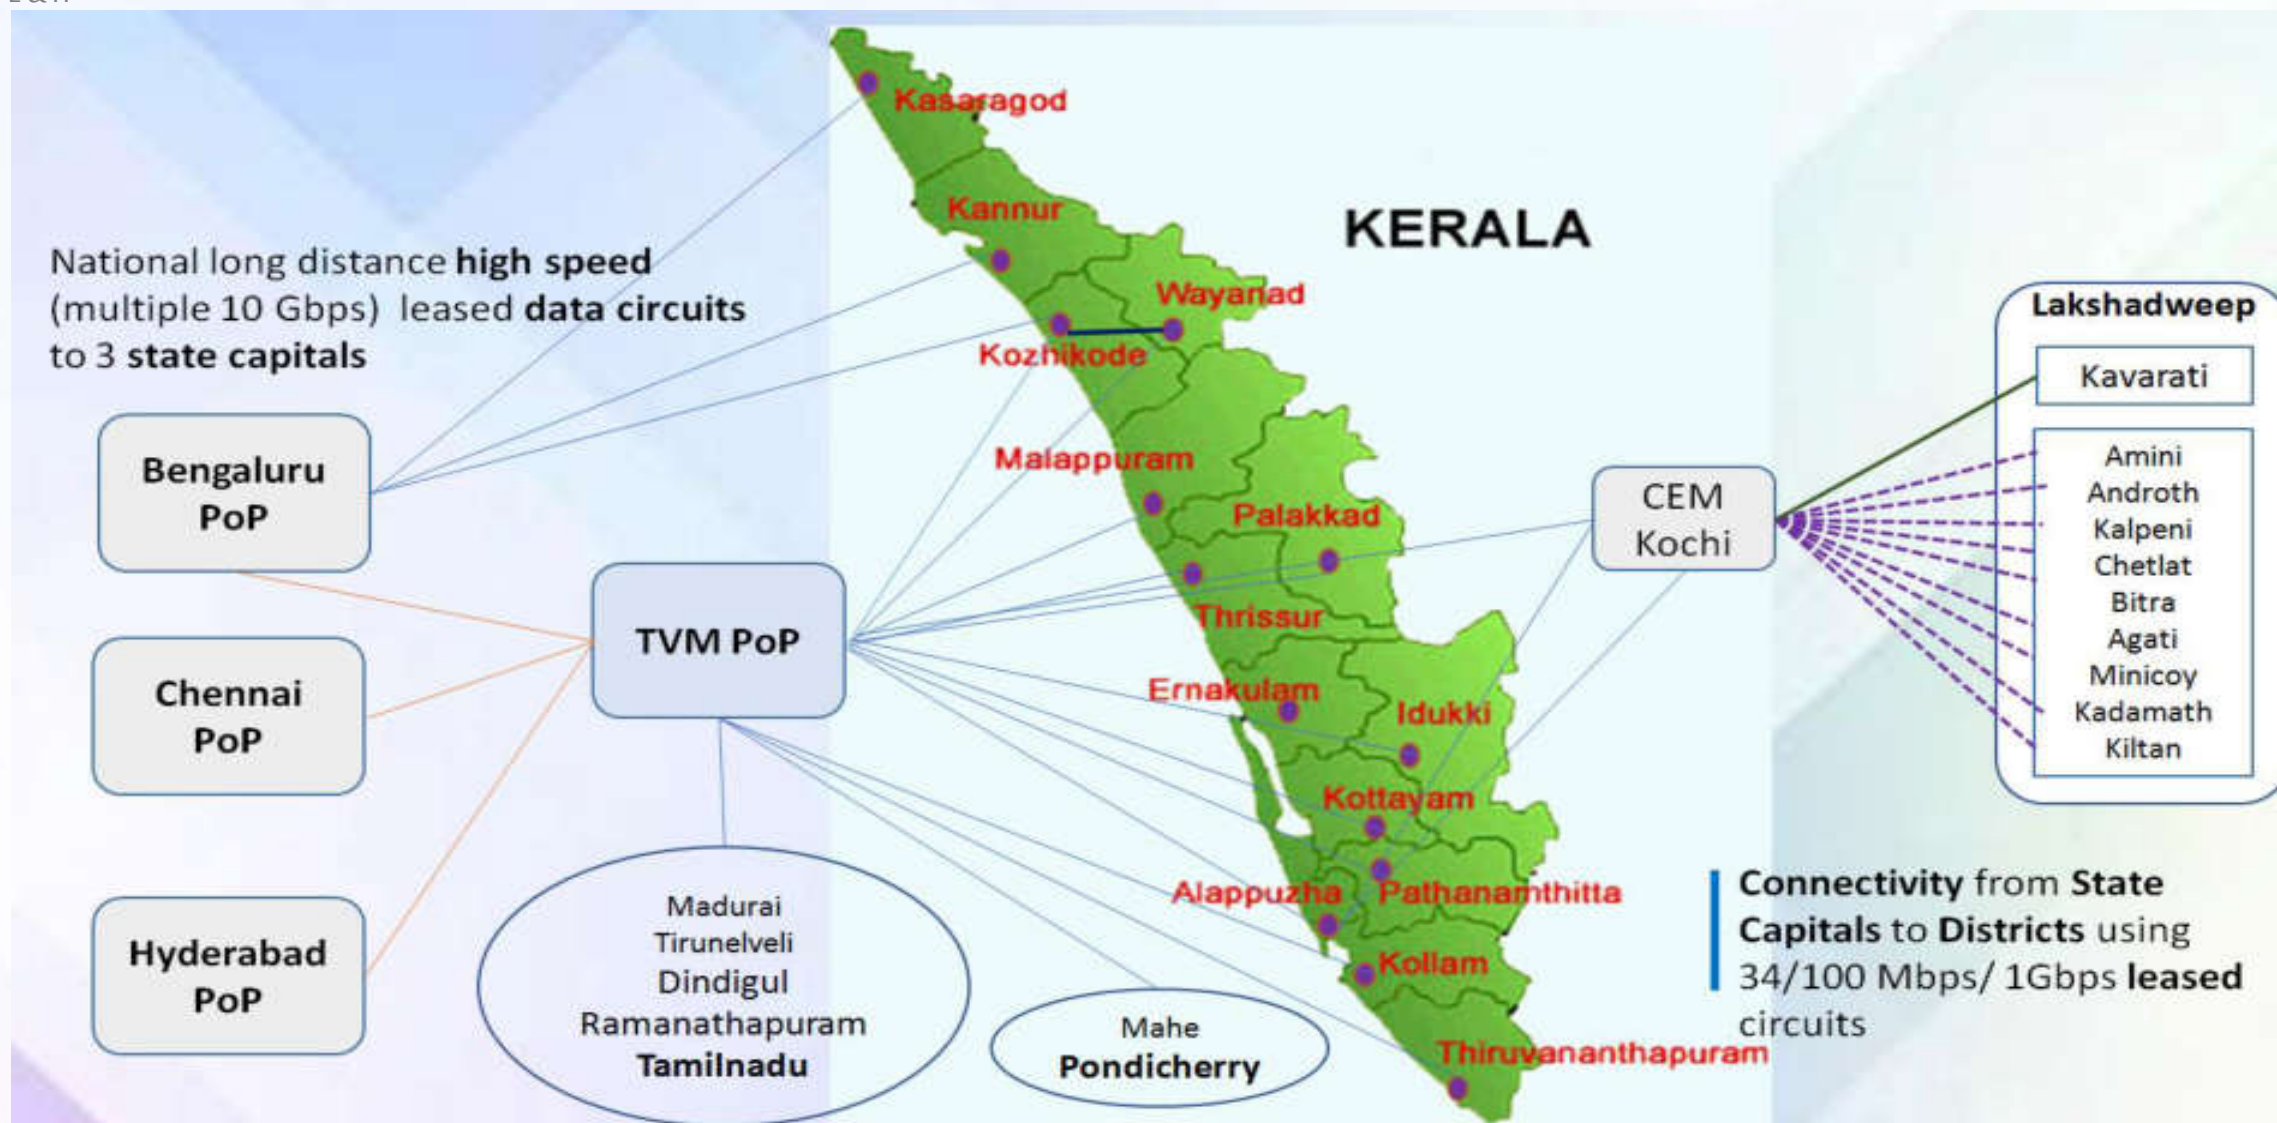 Kasaragod
Kannur
KERALA
National long distance high speed
(multiple 10 Gbps) leased data circuits
to 3 state capitals
Wayanad
Kozhikode
Lakshadweep
Kavarati
Bengaluru
PoP
Malappuram
Palakkad
CEM
Kochi
Amini
Androth
Kalpeni
Chetlat
Bitra
Agati
Minicoy
Kadamath
Kiltan
TVM PoP
Thrissur
Chennai
PoP
Ernakulam
Idukki
Kottayam
Alappuzha
Pathanamthitta
Connectivity from State
Capitals to Districts using
34/100 Mbps/ 1Gbps leased
circuits
Hyderabad
PoP
Madurai
Tirunelveli
Dindigul
Ramanathapuram
Tamilnadu
Kollam
Mahe
Pondicherry
Thiruvananthapuram